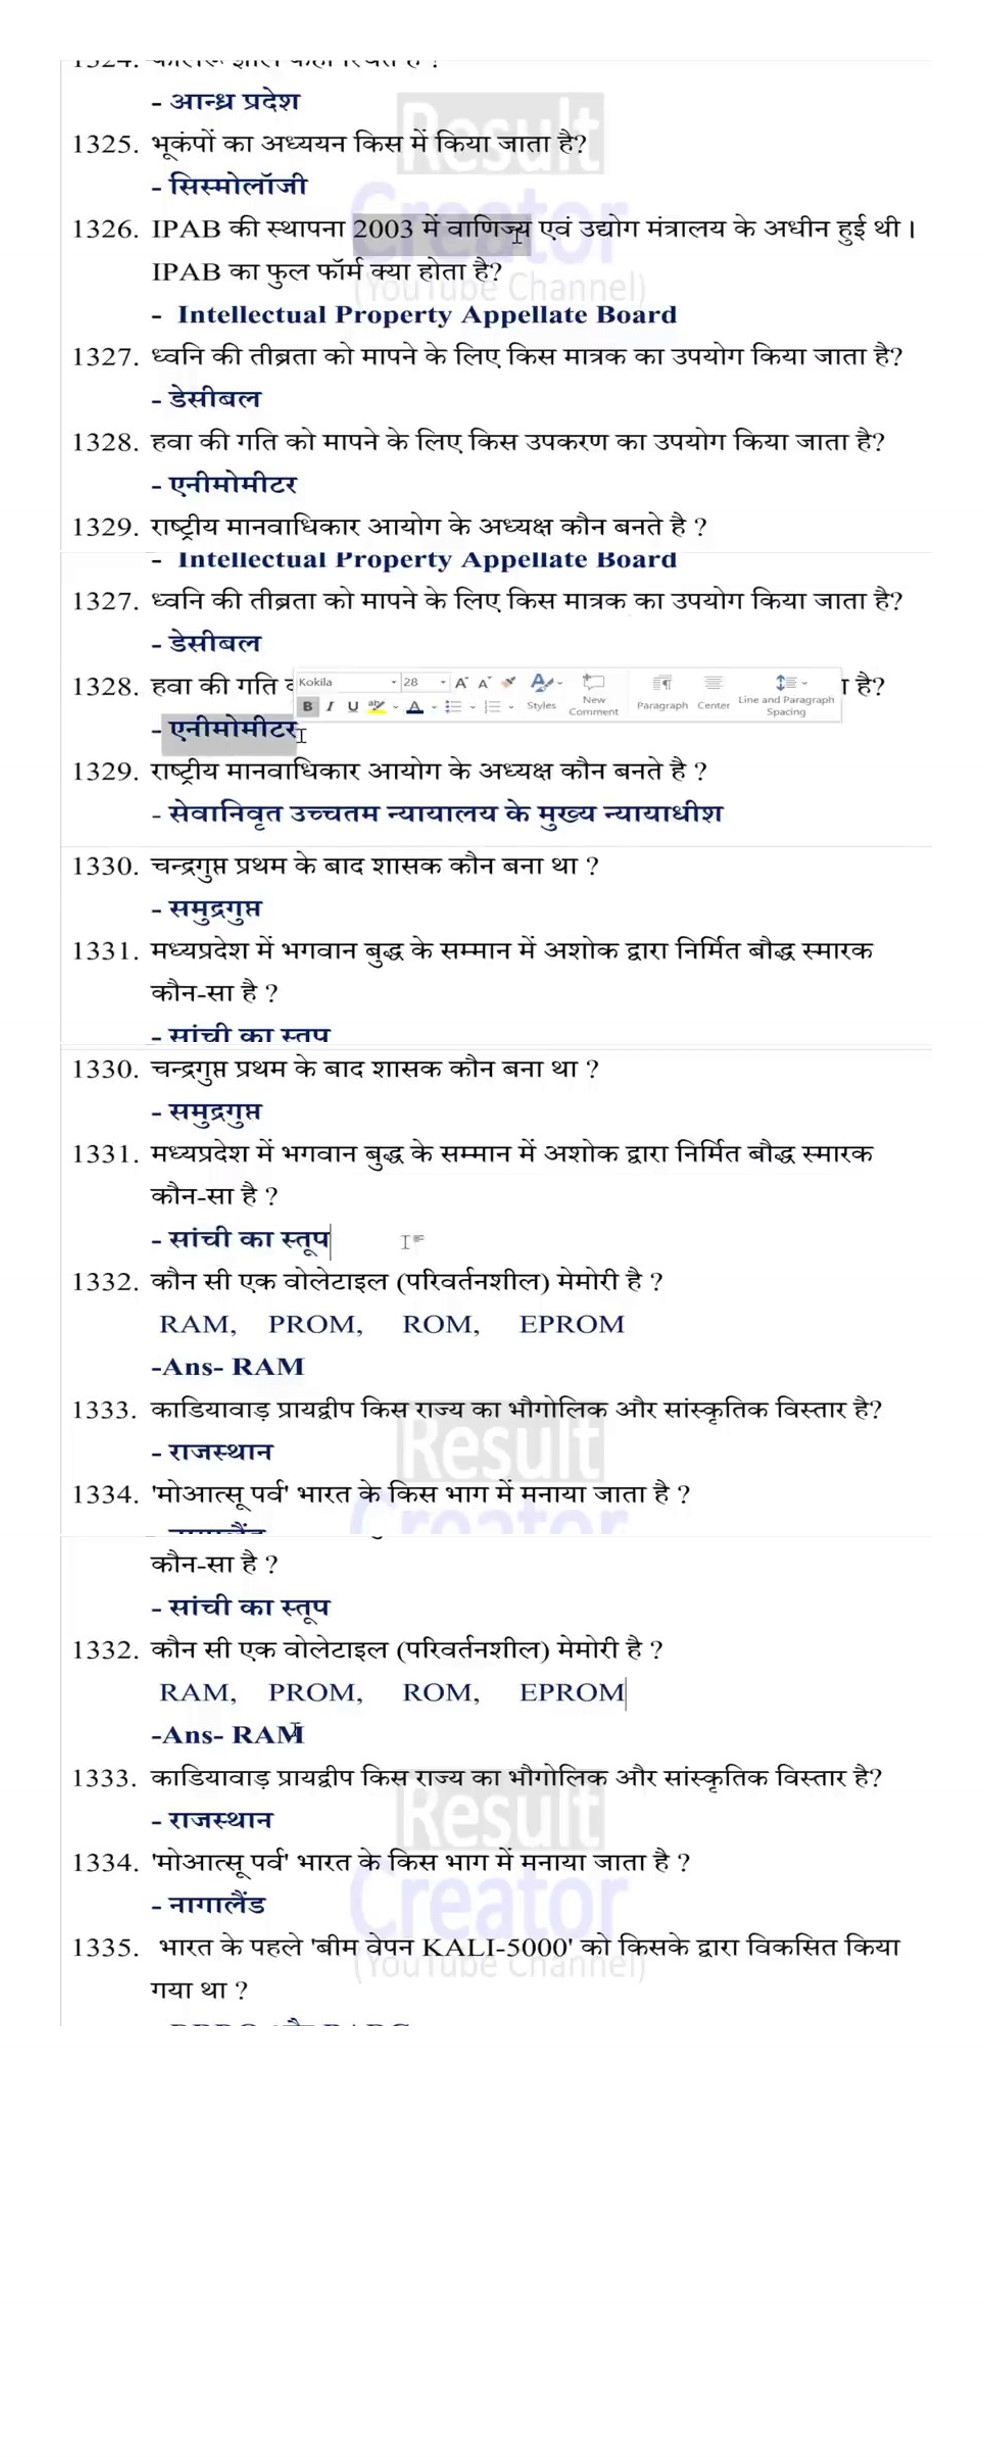 - आन्ध्र प्रदेश
1325. भूकंपों का अध्ययन किस में किया जाता है?
- सिस्मोलॉजी
1326. IPAB की स्थापना 2003 में वाणिज्य एवं उद्योग मंत्रालय के अधीन हुई थी।
IPAB का फुल फॉर्म क्या होता है?
- Intellectual Property Appellate Board
1327. ध्वनि की तीब्रता को मापने के लिए किस मात्रक का उपयोग किया जाता है?
- डेसीबल
1328. हवा की गति को मापने के लिए किस उपकरण का उपयोग किया जाता है?
- एनीमोमीटर
1329. राष्ट्रीय मानवाधिकार आयोग के अध्यक्ष कौन बनते है ?
- Intellectual Property Appellate Board
1327. ध्वनि की तीब्रता को मापने के लिए किस मात्रक का उपयोग किया जाता है?
- डेसीबल
1328. हवा की गति है?
Kokila 28 Styles New Comment Paragraph Center Line and Paragraph Spacing
- एनीमोमीटर
1329. राष्ट्रीय मानवाधिकार आयोग के अध्यक्ष कौन बनते है ?
- सेवानिवृत उच्चतम न्यायालय के मुख्य न्यायाधीश
1330. चन्द्रगुप्त प्रथम के बाद शासक कौन बना था ?
- समुद्रगुप्त
1331. मध्यप्रदेश में भगवान बुद्ध के सम्मान में अशोक द्वारा निर्मित बौद्ध स्मारक
कौन-सा है ?
- सांची का स्तूप
1330. चन्द्रगुप्त प्रथम के बाद शासक कौन बना था ?
- समुद्रगुप्त
1331. मध्यप्रदेश में भगवान बुद्ध के सम्मान में अशोक द्वारा निर्मित बौद्ध स्मारक
कौन-सा है ?
- सांची का स्तूप
1332. कौन सी एक वोलेटाइल (परिवर्तनशील) मेमोरी है ?
RAM, PROM, ROM, EPROM
-Ans- RAM
1333. काडियावाड़ प्रायद्वीप किस राज्य का भौगोलिक और सांस्कृतिक विस्तार है?
- राजस्थान
1334. 'मोआत्सू पर्व' भारत के किस भाग में मनाया जाता है ?
कौन-सा है ?
- सांची का स्तूप
1332. कौन सी एक वोलेटाइल (परिवर्तनशील) मेमोरी है ?
RAM, PROM, ROM, EPROM
-Ans- RAM
1333. काडियावाड़ प्रायद्वीप किस राज्य का भौगोलिक और सांस्कृतिक विस्तार है?
- राजस्थान
1334. 'मोआत्सू पर्व' भारत के किस भाग में मनाया जाता है ?
- नागालैंड
1335. भारत के पहले 'बीम वेपन KALI-5000' को किसके द्वारा विकसित किया
गया था ?
Result
Creator
(YouTube Channel)
Result
Creator
Result
Creator
(YouTube Channel)